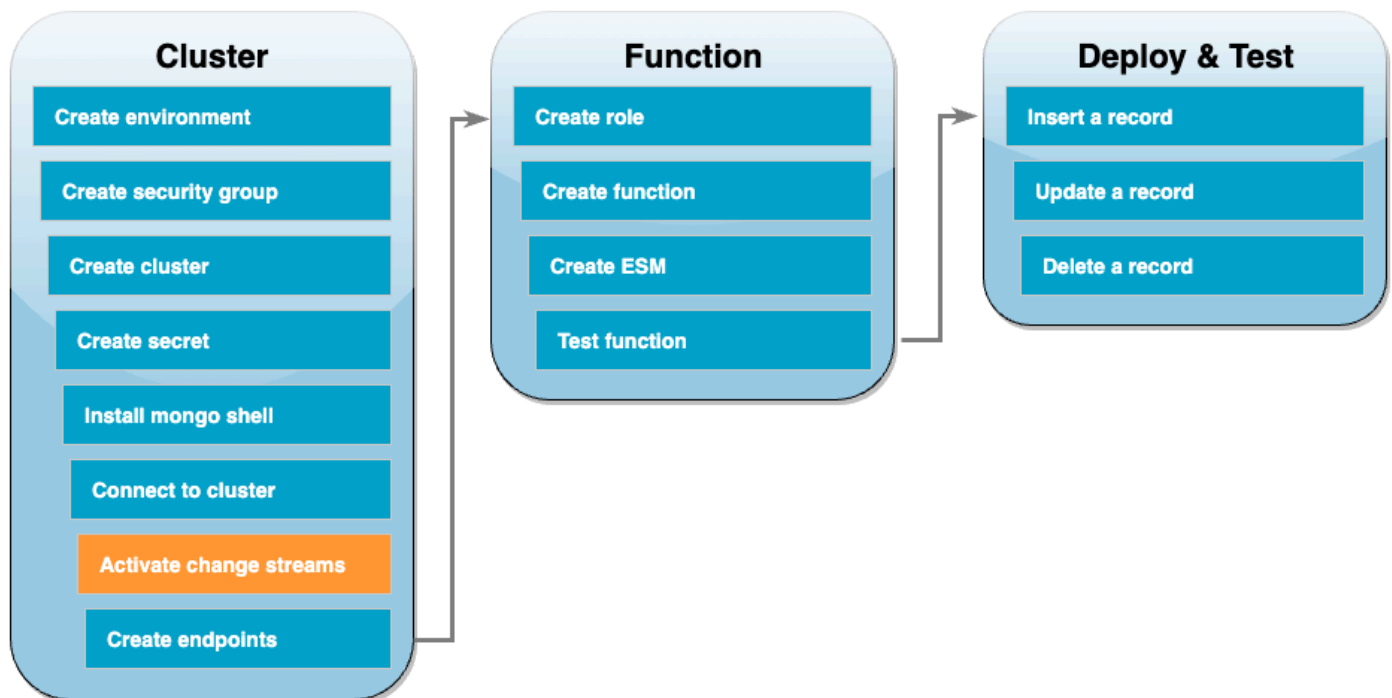 Cluster
Create environment
Create security group
Create cluster
Create secret
Install mongo shell
Connect to cluster
Activate change streams
Create endpoints
Function
Create role
Create function
Create ESM
Test function
Deploy & Test
Insert a record
Update a record
Delete a record